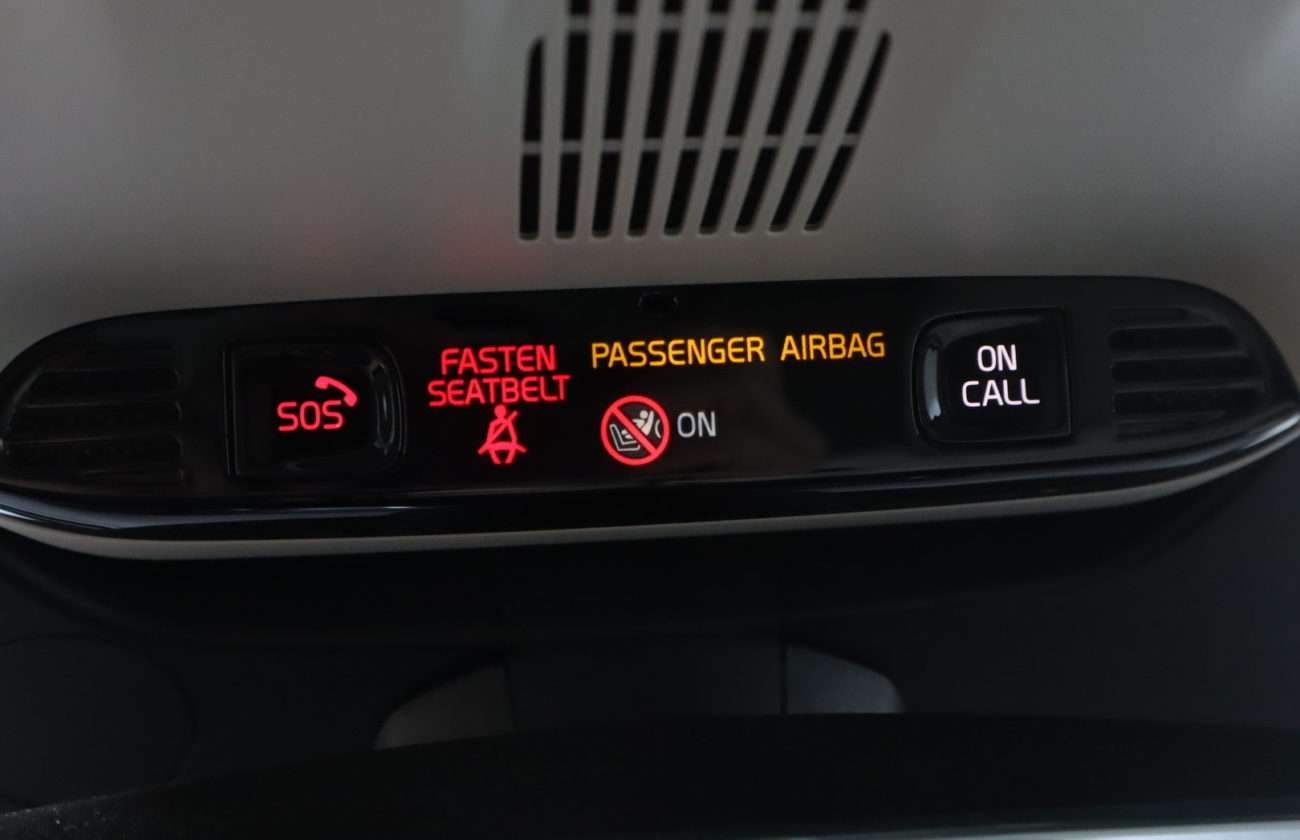 SOS
FASTEN
SEATBELT
PASSENGER AIRBAG
ON
ON
CALL